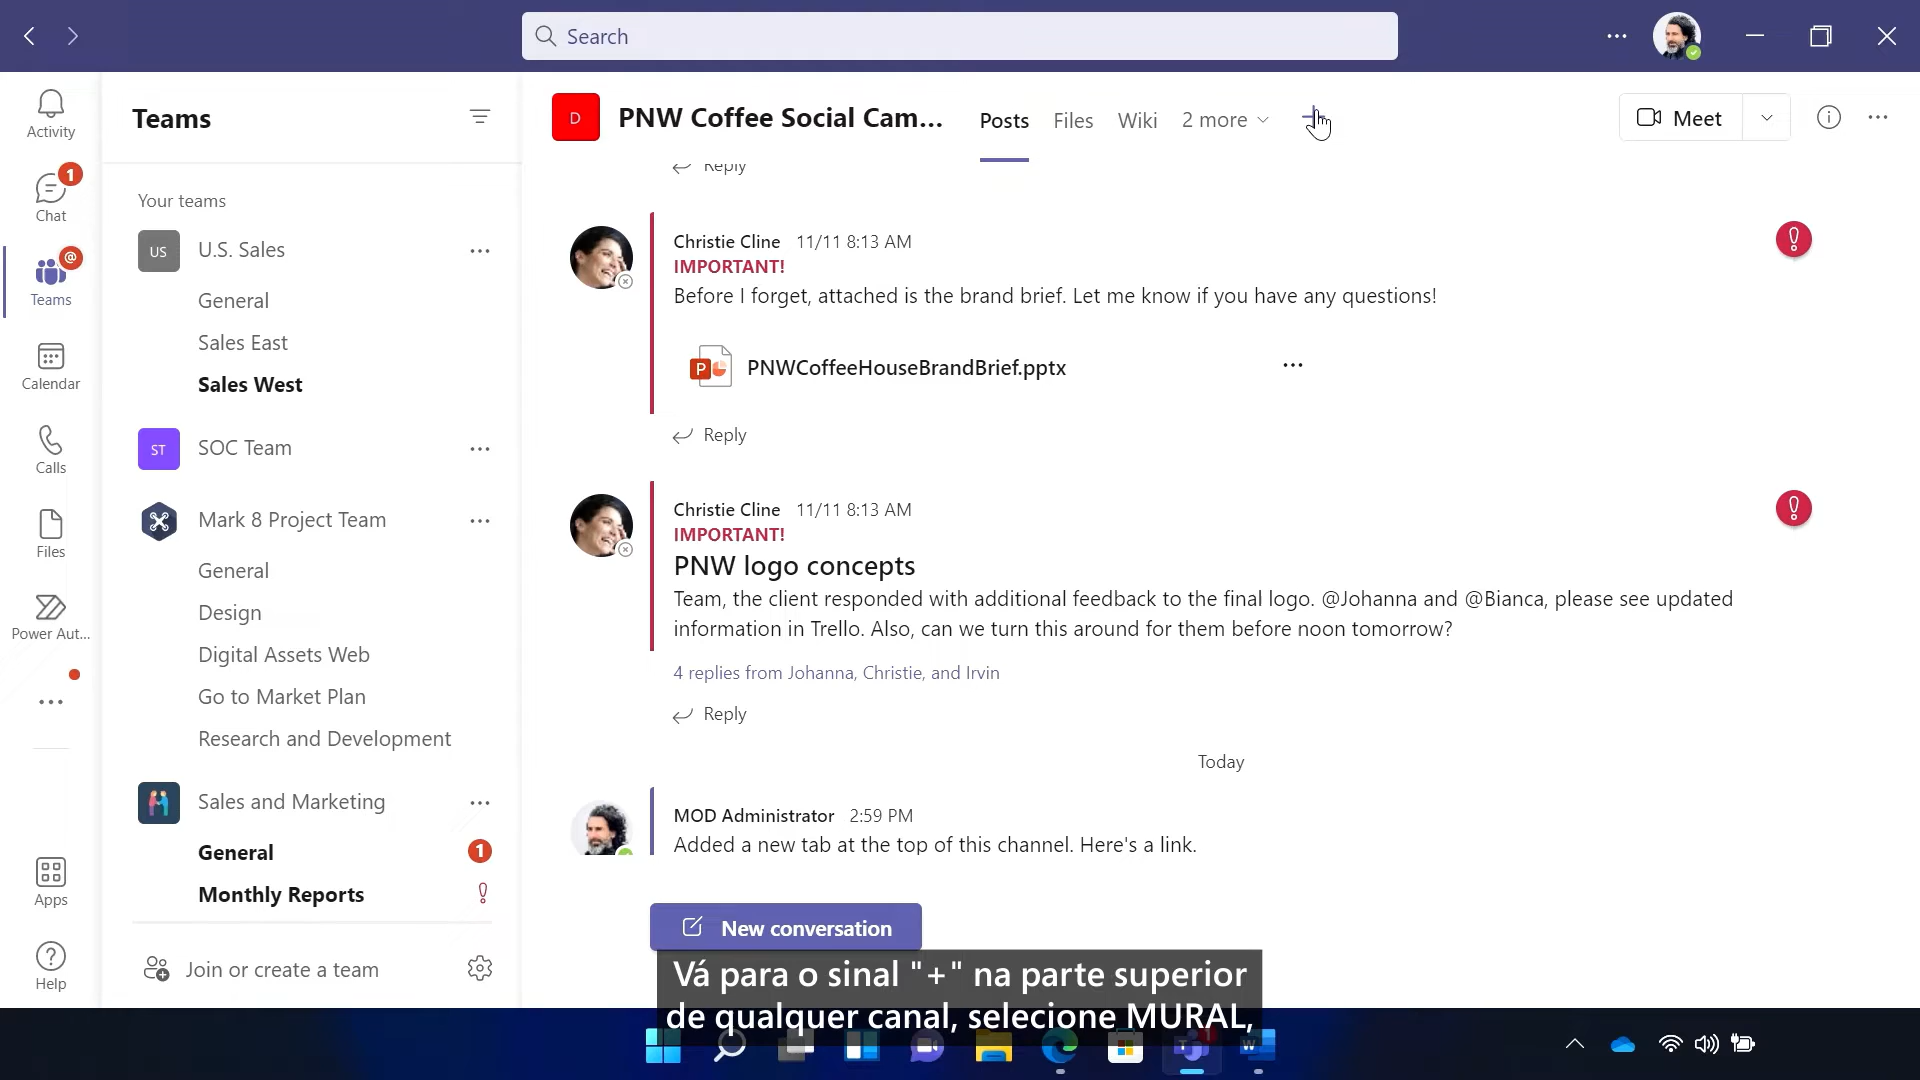 Search
Activity
1
Chat
@
Teams
Calendar
Calls
Files
Power Aut...
Apps
Help
Teams
Your teams
US
U.S. Sales
General
Sales East
Sales West
ST
SOC Team
Mark 8 Project Team
General
Design
Digital Assets Web
Go to Market Plan
Research and Development
Sales and Marketing
General
1
Monthly Reports
Join or create a team
D
PNW Coffee Social Cam...
Posts
Files
Wiki
2 more
Meet
Reply
Christie Cline 11/11 8:13 AM
IMPORTANT!
Before I forget, attached is the brand brief. Let me know if you have any questions!
PNWCoffeeHouseBrandBrief.pptx
Reply
Christie Cline 11/11 8:13 AM
IMPORTANT!
PNW logo concepts
Team, the client responded with additional feedback to the final logo. @Johanna and @Bianca, please see updated
information in Trello. Also, can we turn this around for them before noon tomorrow?
4 replies from Johanna, Christie, and Irvin
Reply
Today
MOD Administrator 2:59 PM
Added a new tab at the top of this channel. Here's a link.
New conversation
Vá para o sinal "+" na parte superior
de qualquer canal, selecione MURAL,